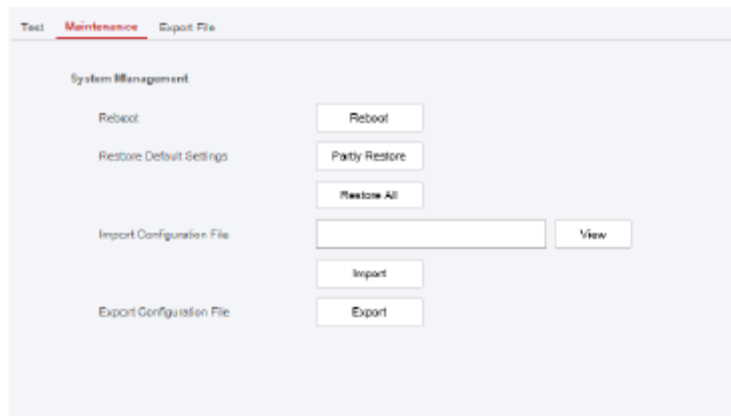 Test Maintenance Export File
System Management
Reboot Reboot
Restore Default Settings Partly Restore
Restore All
Import Configuration File View
Import
Export Configuration File Export